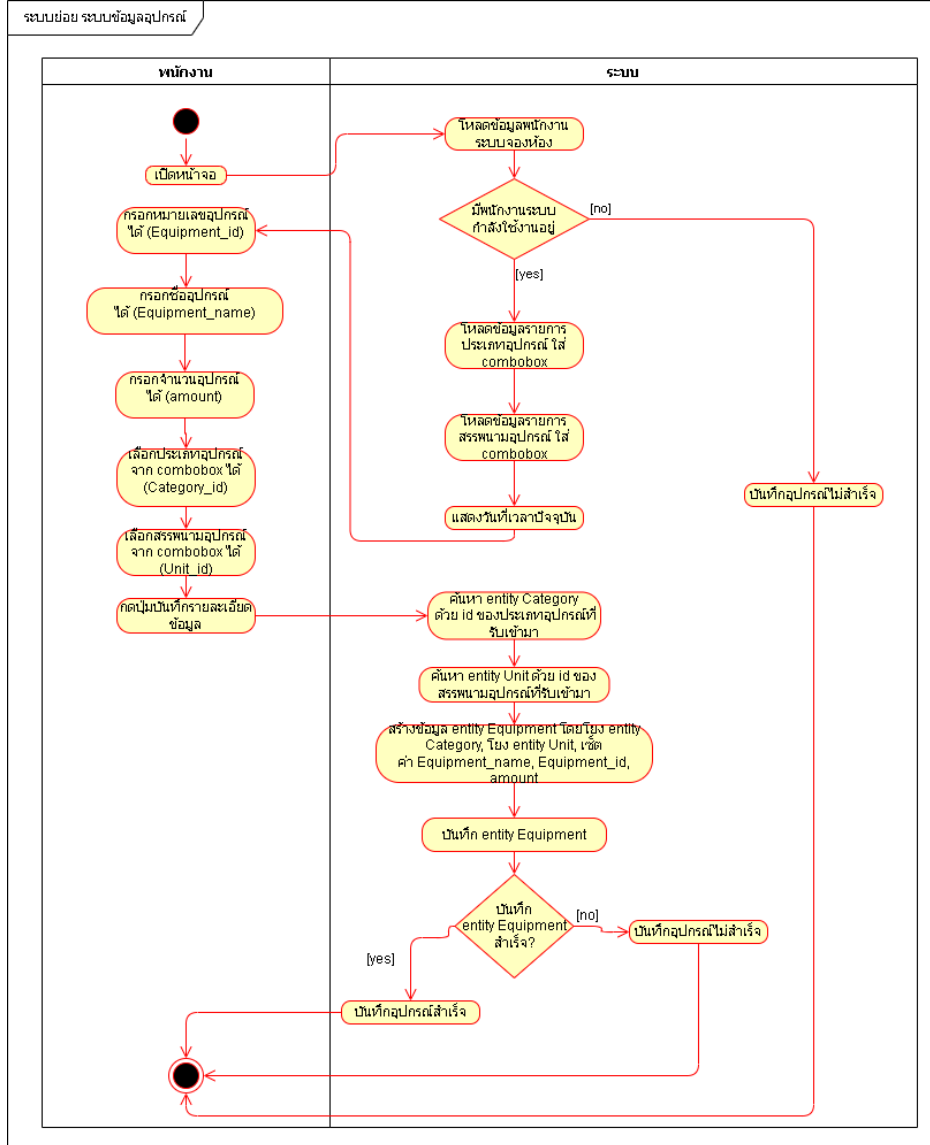 ระบบย่อย ระบบข้อมูลอุปกรณ์
พนักงาน
ระบบ
เปิดหน้าจอ
โหลดข้อมูลพนักงาน
ระบบจองห้อง
มีพนักงานระบบ
กำลังใช้งานอยู่
[no]
[yes]
กรอกหมายเลขอุปกรณ์
ได้ (Equipment_id)
กรอกชื่ออุปกรณ์
ได้ (Equipment_name)
กรอกจำนวนอุปกรณ์
ได้ (amount)
เลือกประเภทอุปกรณ์
จาก combobox ได้
(Category_id)
เลือกสรรพนามอุปกรณ์
จาก combobox ได้
(Unit_id)
กดปุ่มบันทึกรายละเอียด
ข้อมูล
โหลดข้อมูลรายการ
ประเภทอุปกรณ์ ใส่
combobox
โหลดข้อมูลรายการ
สรรพนามอุปกรณ์ ใส่
combobox
แสดงวันที่เวลาปัจจุบัน
บันทึกอุปกรณ์ไม่สำเร็จ
ค้นหา entity Category
ด้วย id ของประเภทอุปกรณ์ที่
รับเข้ามา
ค้นหา entity Unit ด้วย id ของ
สรรพนามอุปกรณ์ที่รับเข้ามา
สร้างข้อมูล entity Equipment โดยโยง entity
Category, โยง entity Unit, เซ็ต
ค่า Equipment_name, Equipment_id,
amount
บันทึก entity Equipment
บันทึก
entity Equipment
สำเร็จ?
[no]
บันทึกอุปกรณ์ไม่สำเร็จ
[yes]
บันทึกอุปกรณ์สำเร็จ